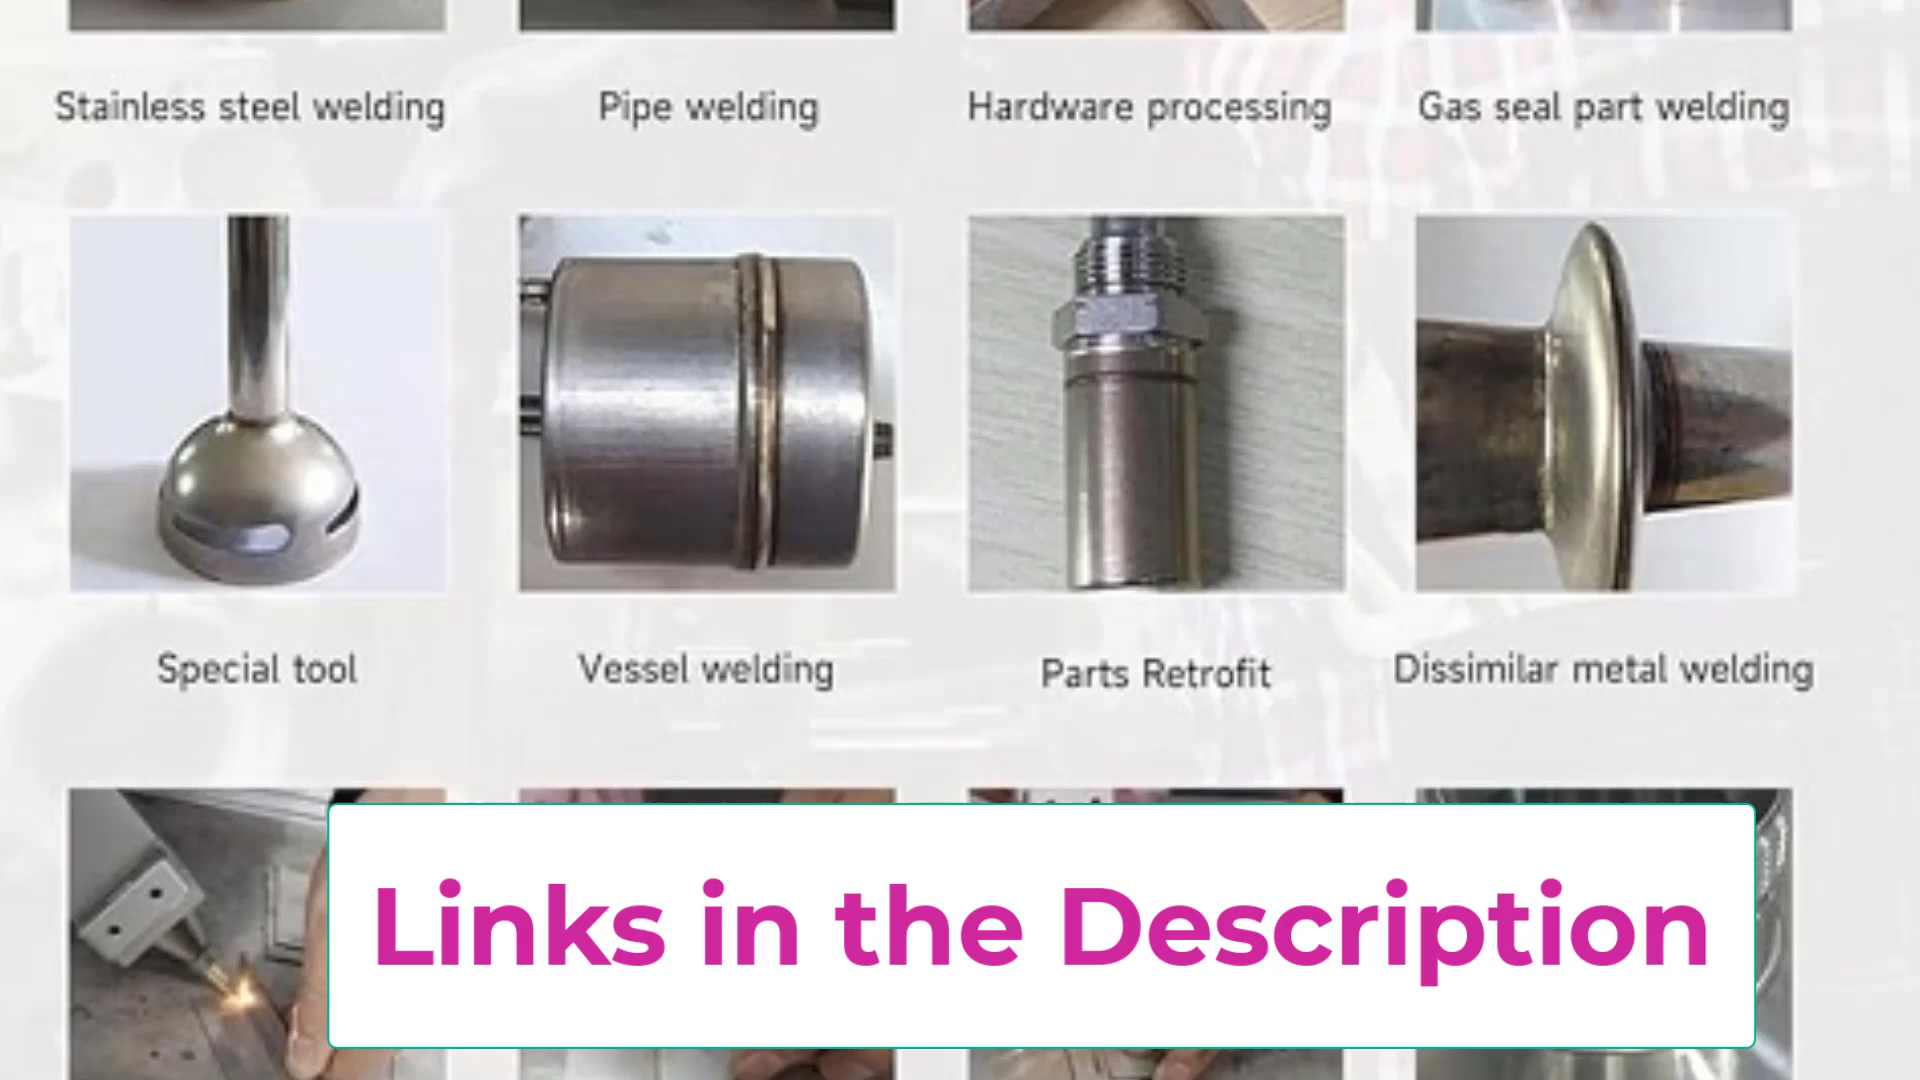 Stainless steel welding
Pipe welding
Hardware processing
Gas seal part welding
Special tool
Vessel welding
Parts Retrofit
Dissimilar metal welding
Links in the Description